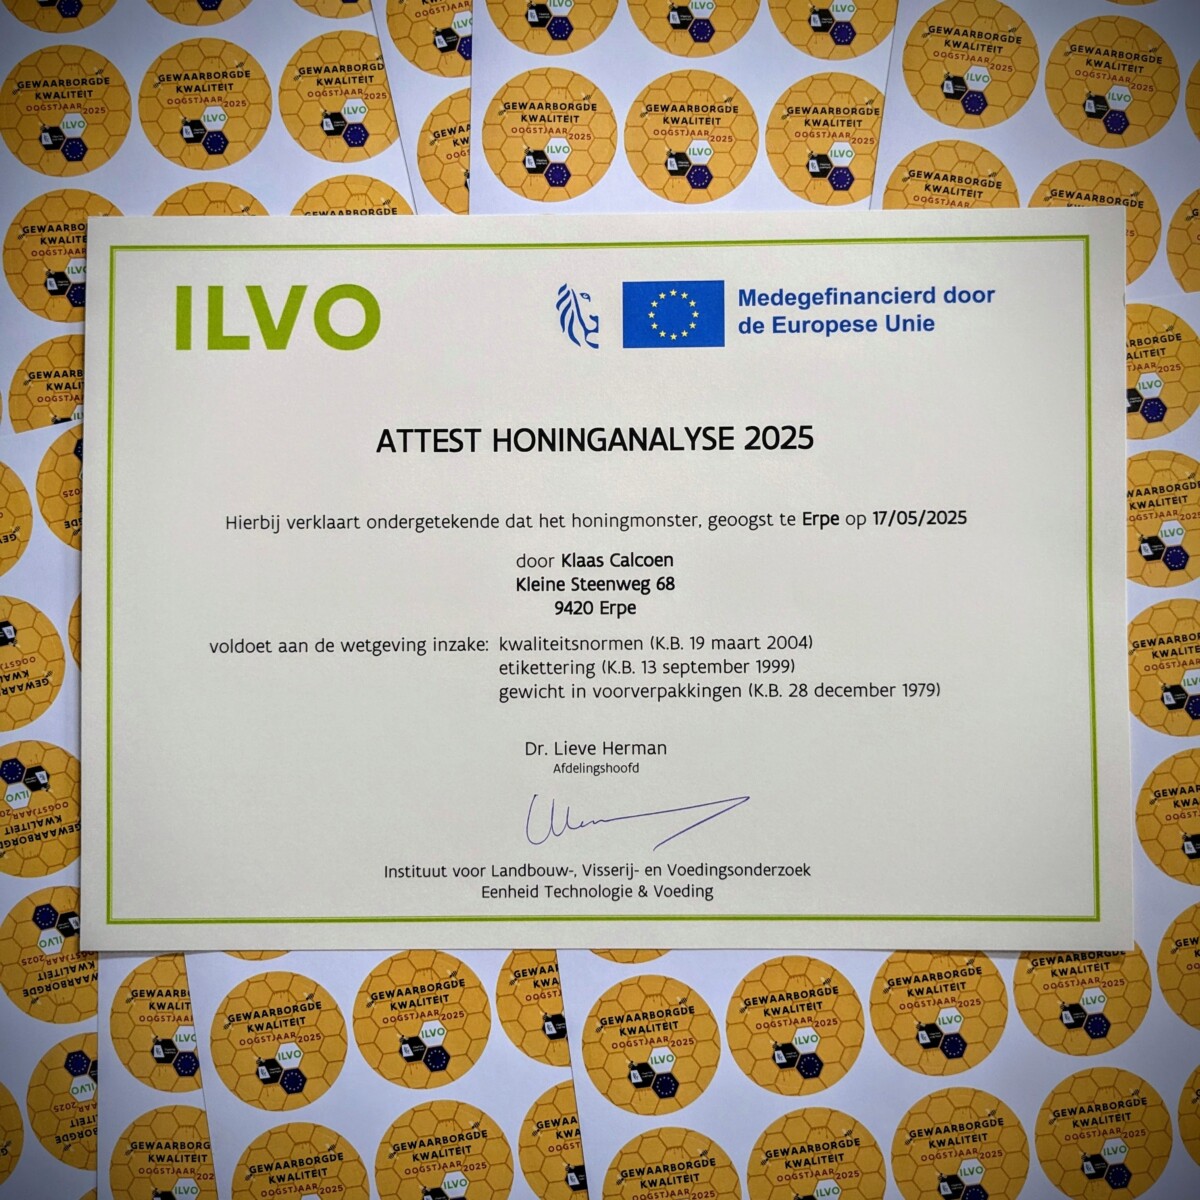 ILVO
Medegefinancierd door
de Europese Unie
ATTEST HONINGANALYSE 2025
Hierbij verklaart ondergetekende dat het honingmonster, geoogst te Erpe op 17/05/2025
door Klaas Calcoen
Kleine Steenweg 68
9420 Erpe
voldoet aan de wetgeving inzake: kwaliteitsnormen (K.B. 19 maart 2004)
etikettering (K.B. 13 september 1999)
gewicht in voorverpakkingen (K.B. 28 december 1979)
Dr. Lieve Herman
Afdelingshoofd
Instituut voor Landbouw-, Visserij- en Voedingsonderzoek
Eenheid Technologie & Voeding
GEWAARBORGDE
KWALITEIT
OOGSTJAAR 2025
ILVO